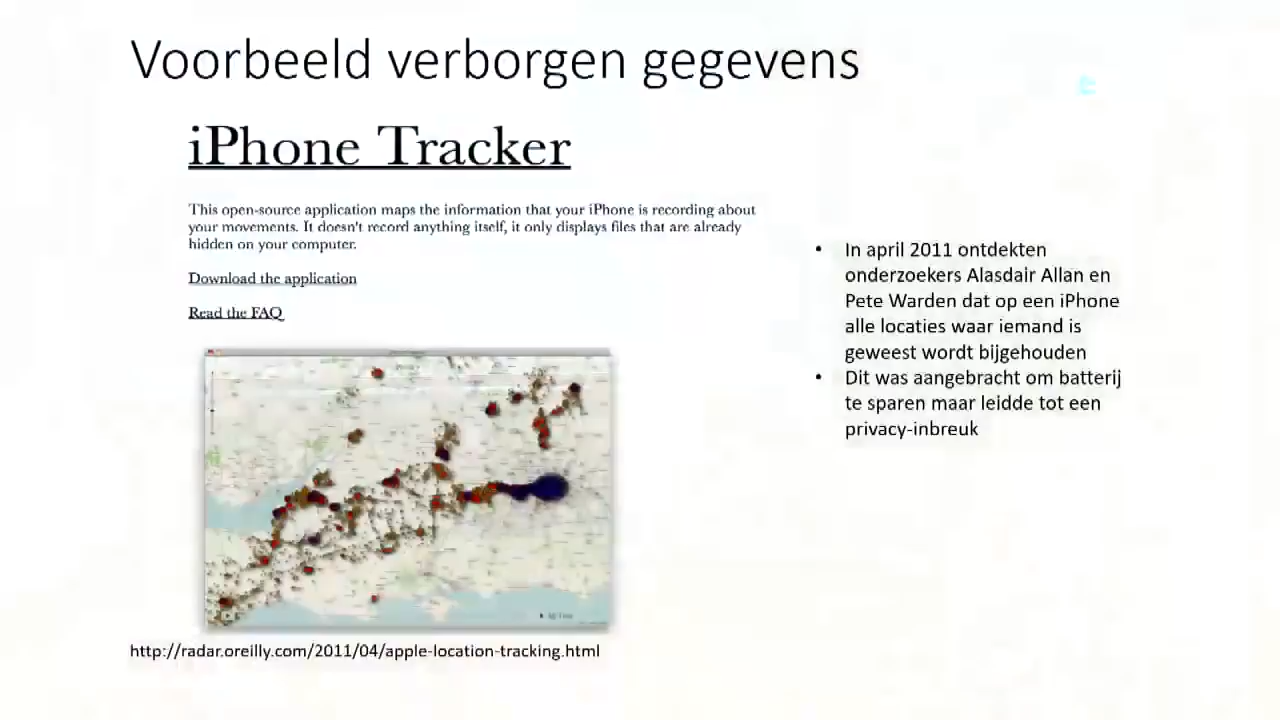 Voorbeeld verborgen gegevens
iPhone Tracker
This open-source application maps the information that your iPhone is recording about
your movements. It doesn't record anything itself, it only displays files that are already
hidden on your computer.
Download the application
Read the FAQ
• In april 2011 ontdekten
onderzoekers Alasdair Allan en
Pete Warden dat op een iPhone
alle locaties waar iemand is
geweest wordt bijgehouden
• Dit was aangebracht om batterij
te sparen maar leidde tot een
privacy-inbreuk
http://radar.oreilly.com/2011/04/apple-location-tracking.html